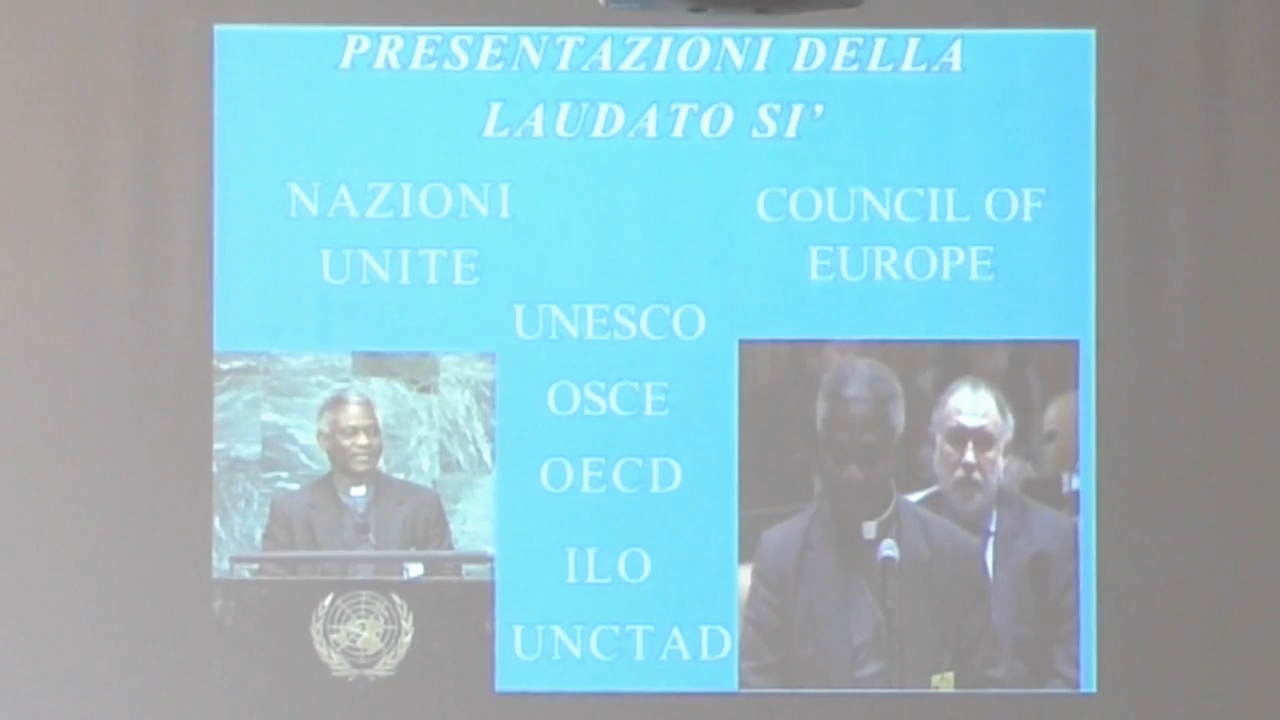 PRESENTAZIONI DELLA
LAUDATO SI’
NAZIONI
UNITE
COUNCIL OF
EUROPE
UNESCO
OSCE
OECD
ILO
UNCTAD